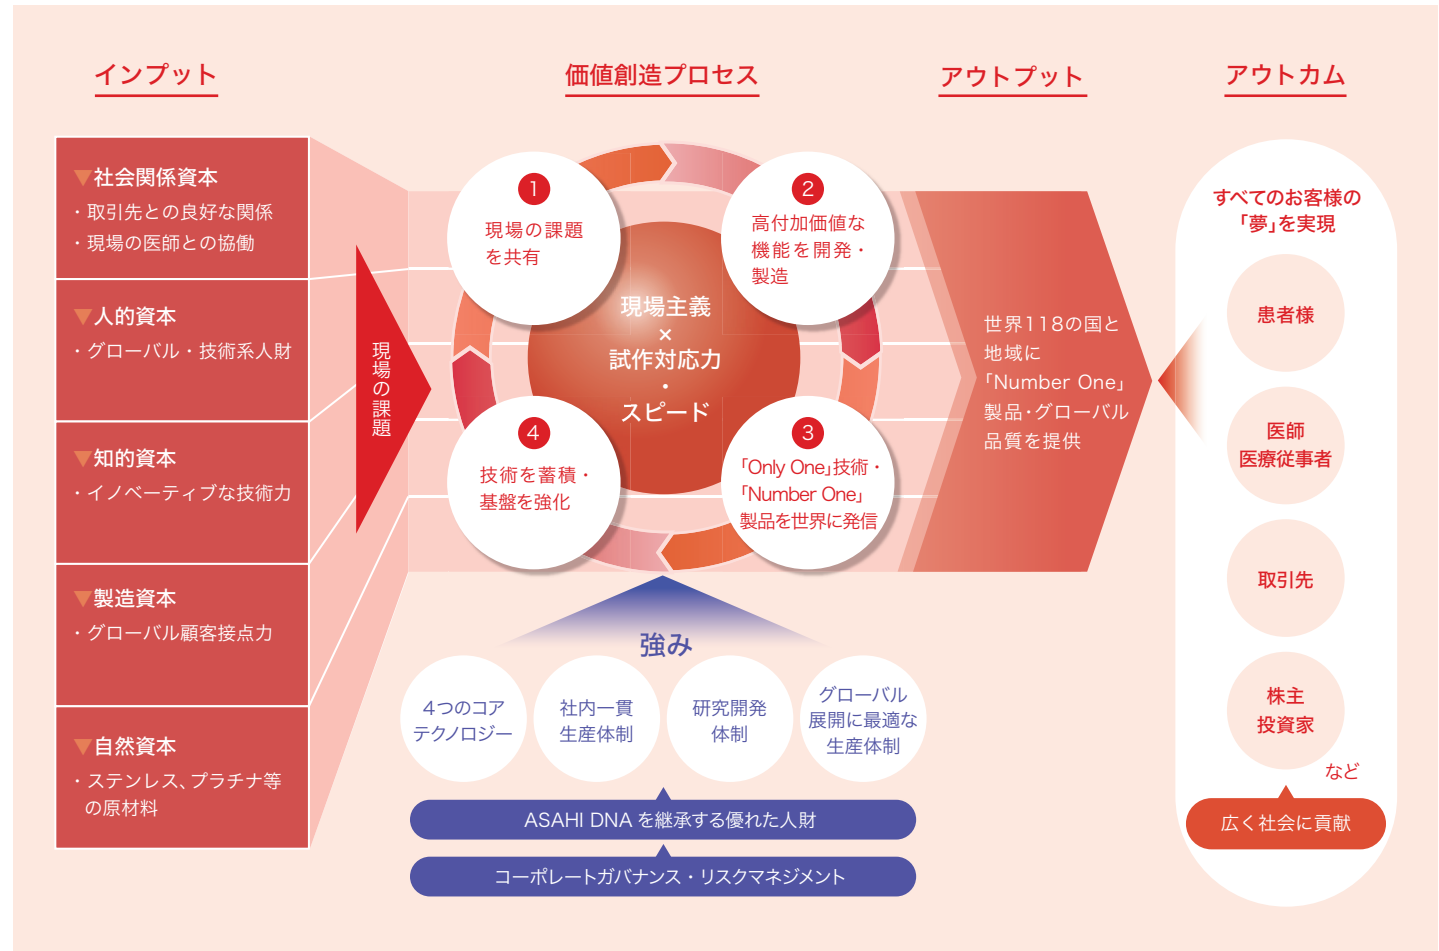 インプット
価値創造プロセス
アウトプット
アウトカム
▼社会関係資本
・取引先との良好な関係
・現場の医師との協働
▼人的資本
・グローバル・技術系人財
▼知的資本
・イノベーティブな技術力
▼製造資本
・グローバル顧客接点力
▼自然資本
・ステンレス、プラチナ等
の原材料
現場の課題
1
現場の課題
を共有
2
高付加価値な
機能を開発・
製造
現場主義
×
試作対応力
・
スピード
4
技術を蓄積・
基盤を強化
3
「Only One」技術・
「Number One」
製品を世界に発信
強み
4つのコア
テクノロジー
社内一貫
生産体制
研究開発
体制
グローバル
展開に最適な
生産体制
ASAHI DNA を継承する優れた人財
コーポレートガバナンス・リスクマネジメント
世界118の国と
地域に
「Number One」
製品・グローバル
品質を提供
すべてのお客様の
「夢」を実現
患者様
医師
医療従事者
取引先
株主
投資家
など
広く社会に貢献